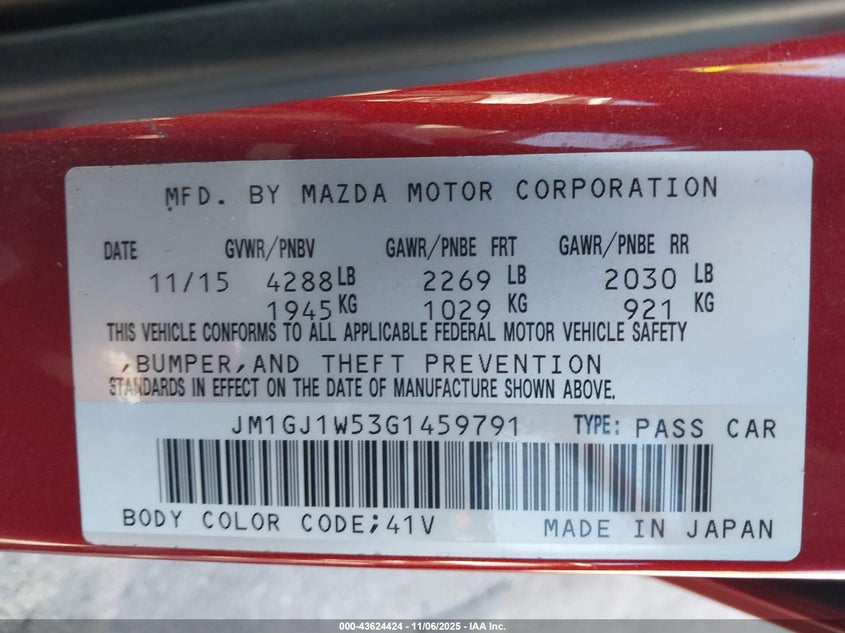 MFD. BY MAZDA MOTOR CORPORATION
DATE GVWR/PNBV GAWR/PNBE FRT GAWR/PNBE RR
11/15 4288 LB 2269 LB 2030 LB
1945 KG 1029 KG 921 KG
THIS VEHICLE CONFORMS TO ALL APPLICABLE FEDERAL MOTOR VEHICLE SAFETY
,BUMPER,AND THEFT PREVENTION
STANDARDS IN EFFECT ON THE DATE OF MANUFACTURE SHOWN ABOVE.
JM1GJ1W53G1459791 TYPE: PASS CAR
BODY COLOR CODE;41V MADE IN JAPAN
000-43624424 - 11/06/2025 - © IAA Inc.